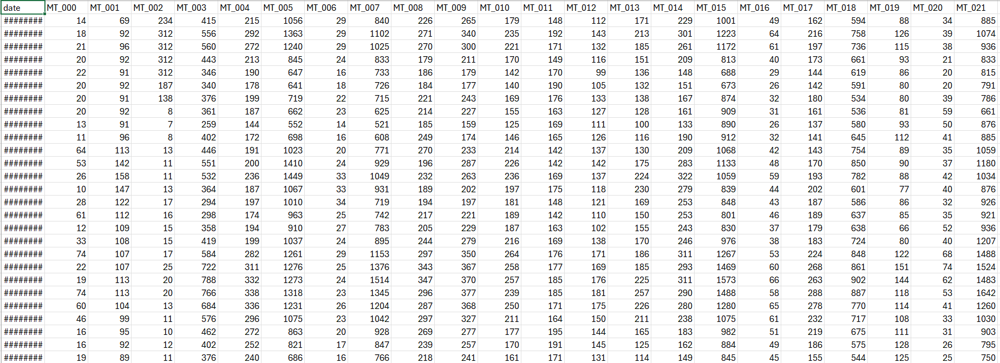 date MT_000 MT_001 MT_002 MT_003 MT_004 MT_005 MT_006 MT_007 MT_008 MT_009 MT_010 MT_011 MT_012 MT_013 MT_014 MT_015 MT_016 MT_017 MT_018 MT_019 MT_020 MT_021
######## 14 69 234 415 215 1056 29 840 226 265 179 148 112 171 229 1001 49 162 594 88 34 885
######## 18 92 312 556 292 1363 29 1102 271 340 235 192 143 213 301 1223 64 216 758 126 39 1074
######## 21 96 312 560 272 1240 29 1025 270 300 221 171 132 185 261 1172 61 197 736 115 38 936
######## 20 92 312 443 213 845 24 833 179 211 170 149 116 151 209 813 40 173 661 93 21 833
######## 22 91 312 346 190 647 16 733 186 179 142 170 99 136 148 688 29 144 619 86 20 815
######## 20 92 187 340 178 641 18 726 184 177 140 190 105 132 151 673 26 142 591 80 20 791
######## 20 91 138 376 199 719 22 715 221 243 169 176 133 138 167 874 32 180 534 80 39 786
######## 20 92 8 361 187 662 23 625 214 227 155 163 127 128 161 909 31 161 536 81 59 661
######## 13 91 7 259 144 552 14 521 185 159 125 169 111 100 133 890 26 137 580 93 50 876
######## 11 96 8 402 172 698 16 608 249 174 146 165 126 116 190 912 32 141 645 112 41 885
######## 64 113 13 446 191 1023 20 771 270 233 214 142 137 130 209 1068 42 143 754 89 35 1059
######## 53 142 11 551 200 1410 24 929 196 287 226 142 142 175 283 1133 48 170 850 90 37 1180
######## 26 158 11 532 236 1449 33 1049 232 263 236 169 137 224 322 1059 59 193 782 88 42 1034
######## 10 147 13 364 187 1067 33 931 189 202 197 175 118 230 279 839 44 202 601 77 40 876
######## 28 122 17 294 197 1010 34 719 194 197 181 148 121 169 253 848 43 187 586 86 32 926
######## 61 112 16 298 174 963 25 742 217 221 189 142 110 150 253 801 46 189 637 85 35 921
######## 12 109 15 358 194 910 27 783 205 229 187 163 102 155 243 830 37 179 638 66 52 936
######## 33 108 15 419 199 1037 24 895 244 279 216 169 138 170 246 976 38 183 724 80 40 1207
######## 74 107 17 584 282 1261 29 1153 297 350 264 176 171 186 311 1267 53 224 848 122 68 1488
######## 22 107 25 722 311 1276 25 1376 343 367 258 177 169 185 293 1469 60 268 861 151 74 1524
######## 19 113 20 788 332 1273 24 1514 347 370 257 185 176 225 311 1573 66 263 902 144 62 1483
######## 74 113 20 766 338 1318 23 1345 296 377 239 185 181 257 290 1488 58 288 887 118 53 1642
######## 60 104 13 684 336 1231 26 1204 287 368 250 171 175 226 280 1280 65 278 770 114 41 1260
######## 46 99 11 576 296 1075 23 1042 297 327 211 164 150 211 238 1075 61 232 717 108 33 1030
######## 16 95 10 462 272 863 20 928 269 277 177 195 144 165 183 982 51 219 675 111 31 903
######## 16 92 12 402 252 821 17 847 239 257 170 191 145 125 162 884 49 186 575 128 26 795
######## 19 89 11 376 240 686 16 766 218 241 161 171 131 114 149 845 45 155 544 125 25 750